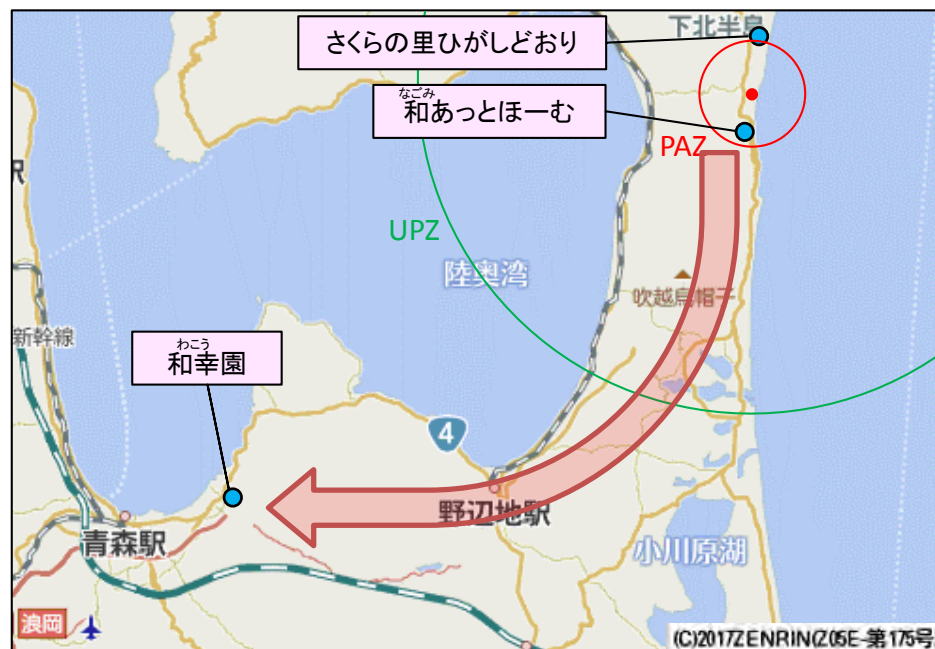 下北半島
さくらの里ひがしどおり
なごみ
和あっとほーむ
PAZ
UPZ
陸奥湾
吹越烏帽子
新幹線
わこう
和幸園
4
野辺地駅
青森駅
小川原湖
浪岡
(C)2017ZENRIN(Z05E-第175号